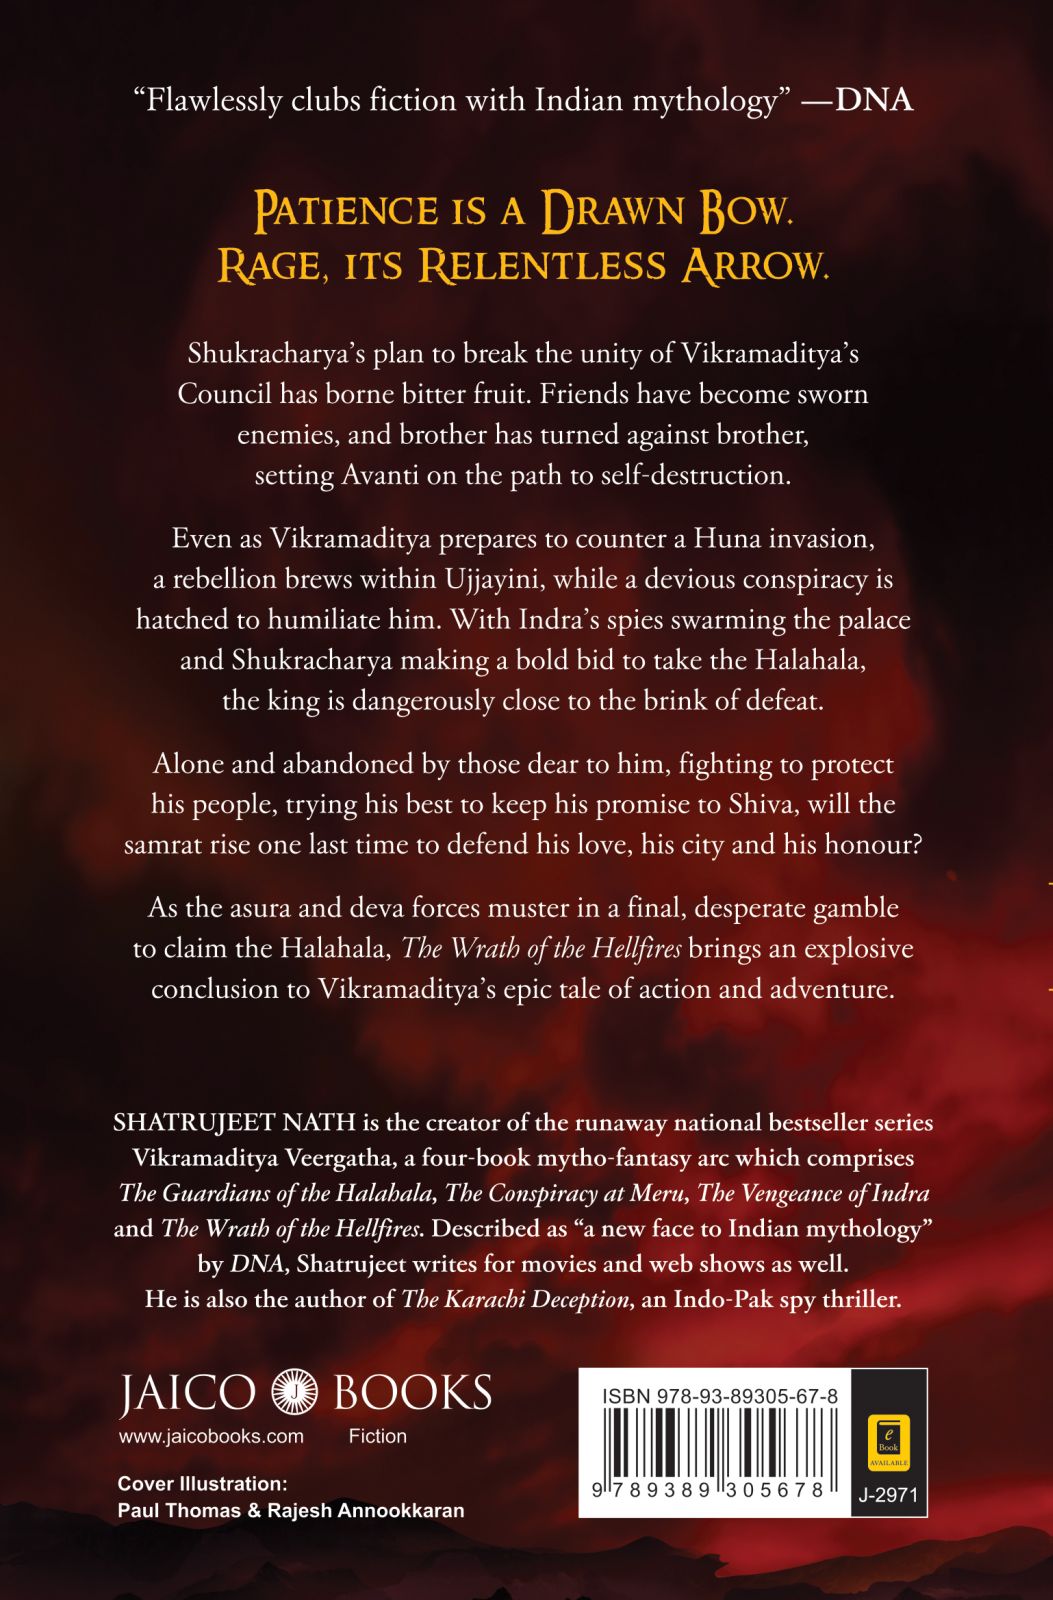 “Flawlessly clubs fiction with Indian mythology” —DNA
Patience is a Drawn Bow.
Rage, its Relentless Arrow.
Shukracharya’s plan to break the unity of Vikramaditya’s
Council has borne bitter fruit. Friends have become sworn
enemies, and brother has turned against brother,
setting Avanti on the path to self-destruction.
Even as Vikramaditya prepares to counter a Huna invasion,
a rebellion brews within Ujjayini, while a devious conspiracy is
hatched to humiliate him. With Indra’s spies swarming the palace
and Shukracharya making a bold bid to take the Halahala,
the king is dangerously close to the brink of defeat.
Alone and abandoned by those dear to him, fighting to protect
his people, trying his best to keep his promise to Shiva, will the
samrat rise one last time to defend his love, his city and his honour?
As the asura and deva forces muster in a final, desperate gamble
to claim the Halahala, The Wrath of the Hellfires brings an explosive
conclusion to Vikramaditya’s epic tale of action and adventure.
SHATRUJEET NATH is the creator of the runaway national bestseller series
Vikramaditya Veergatha, a four-book mytho-fantasy arc which comprises
The Guardians of the Halahala, The Conspiracy at Meru, The Vengeance of Indra
and The Wrath of the Hellfires. Described as “a new face to Indian mythology”
by DNA, Shatrujeet writes for movies and web shows as well.
He is also the author of The Karachi Deception, an Indo-Pak spy thriller.
JAICO J BOOKS
www.jaicobooks.com Fiction
Cover Illustration:
Paul Thomas & Rajesh Annookkaran
ISBN 978-93-89305-67-8
9 789389 305678
e
Book
AVAILABLE
J-2971